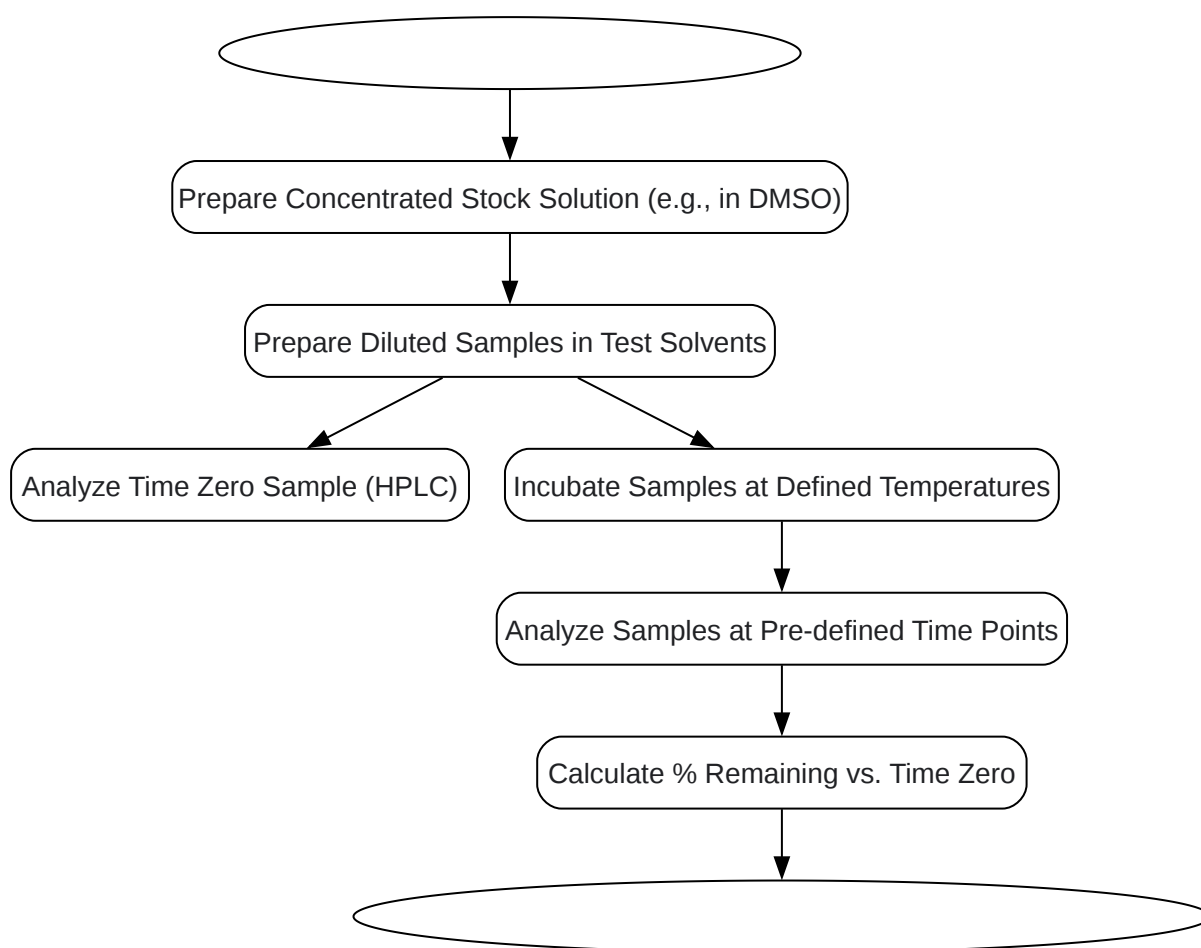 Prepare Concentrated Stock Solution (e.g., in DMSO)
Prepare Diluted Samples in Test Solvents
Analyze Time Zero Sample (HPLC)
Incubate Samples at Defined Temperatures
Analyze Samples at Pre-defined Time Points
Calculate % Remaining vs. Time Zero